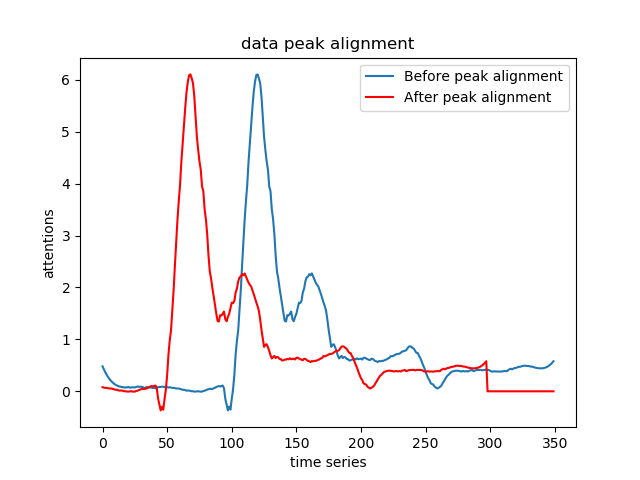 data peak alignment
Before peak alignment
After peak alignment
6
5
4
3
2
1
0
attentions
0 50 100 150 200 250 300 350
time series